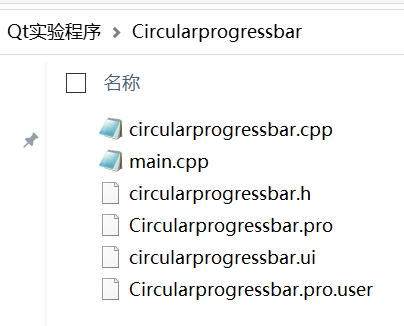 Qt实验程序 > Circularprogressbar
名称
circularprogressbar.cpp
main.cpp
circularprogressbar.h
Circularprogressbar.pro
circularprogressbar.ui
Circularprogressbar.pro.user